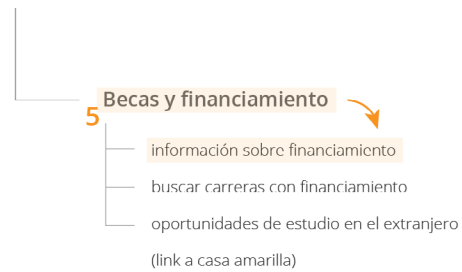 Becas y financiamiento
5
información sobre financiamiento
buscar carreras con financiamiento
oportunidades de estudio en el extranjero
(link a casa amarilla)